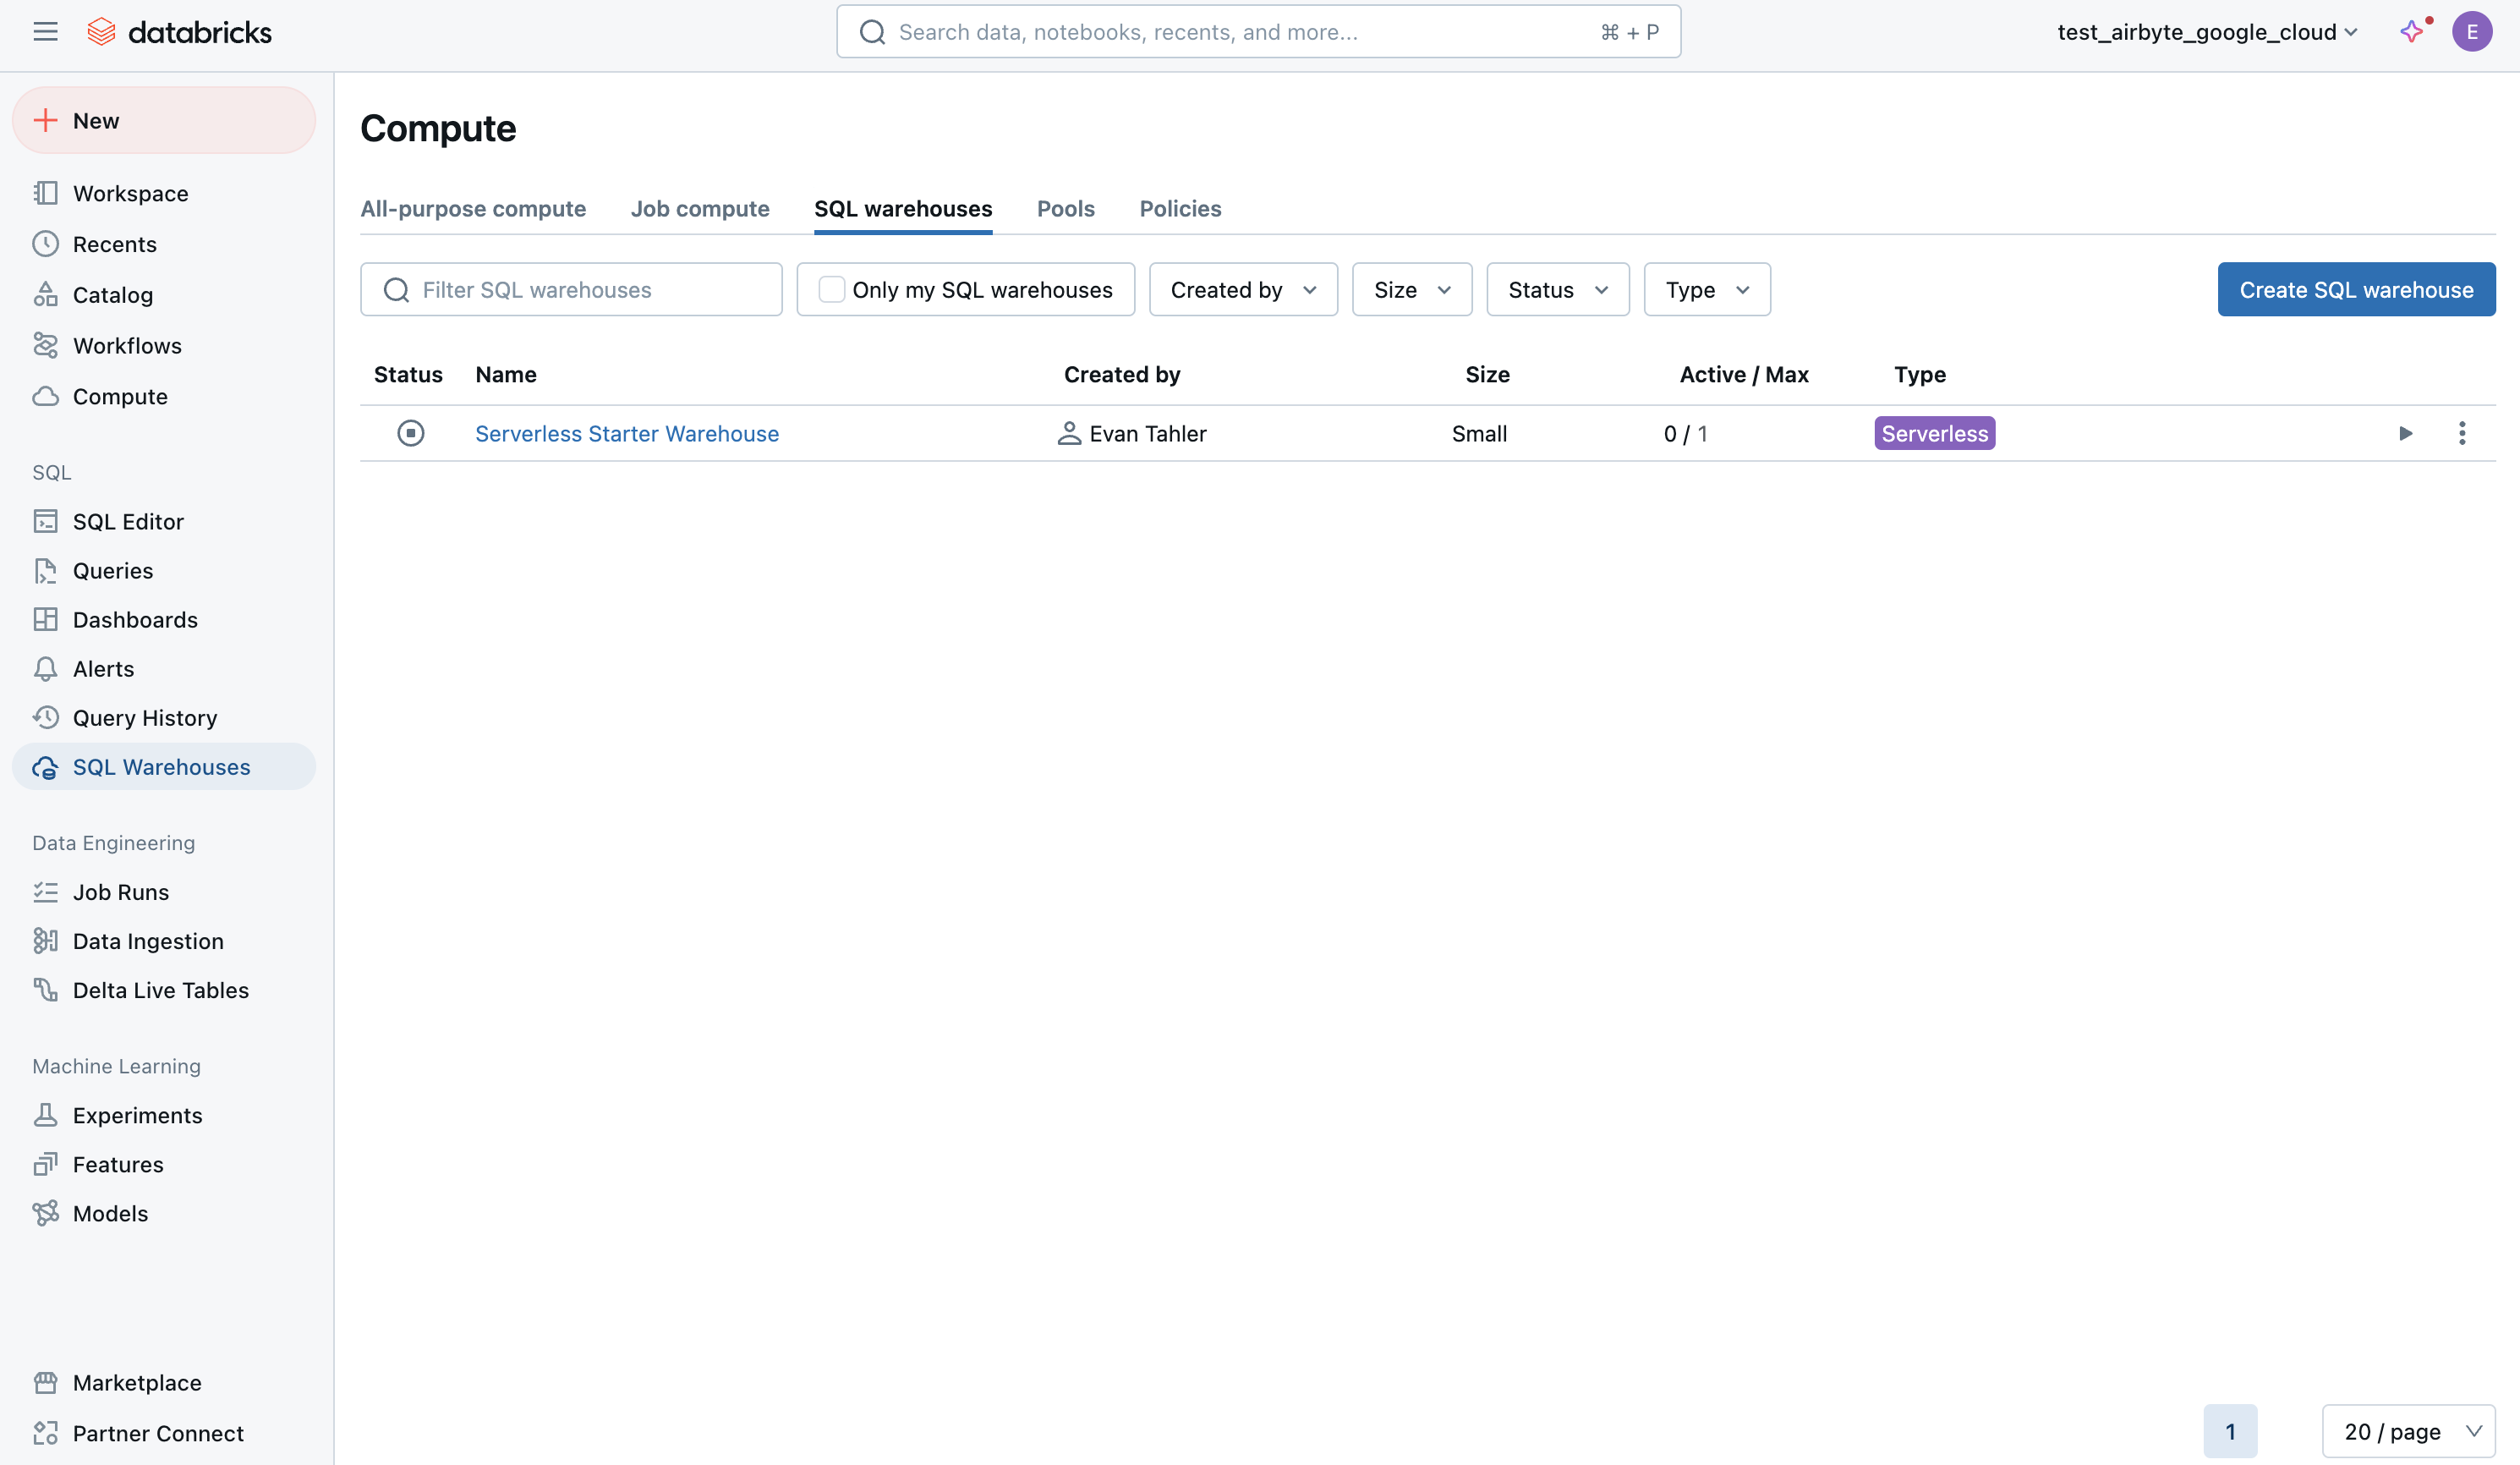 databricks
Search data, notebooks, recents, and more...
⌘ + P
test_airbyte_google_cloud
E
New
Workspace
Recents
Catalog
Workflows
Compute
SQL
SQL Editor
Queries
Dashboards
Alerts
Query History
SQL Warehouses
Data Engineering
Job Runs
Data Ingestion
Delta Live Tables
Machine Learning
Experiments
Features
Models
Marketplace
Partner Connect
Compute
All-purpose compute Job compute SQL warehouses Pools Policies
Filter SQL warehouses Only my SQL warehouses Created by Size Status Type Create SQL warehouse
Status Name Created by Size Active / Max Type
Serverless Starter Warehouse Evan Tahler Small 0 / 1 Serverless
1 20 / page